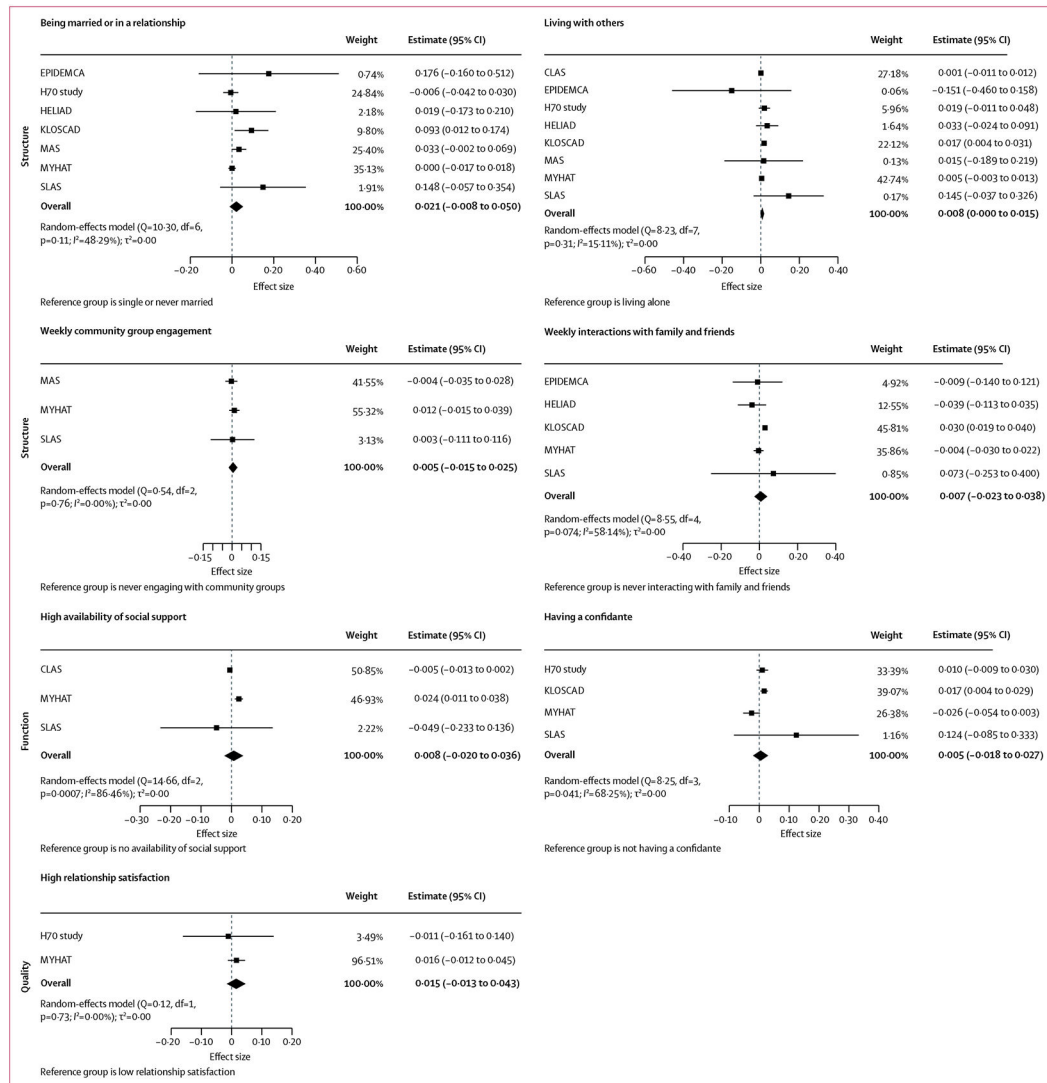 Being married or in a relationship
Weight Estimate (95% CI)
Structure
EPIDEMCA 0·74% 0·176 (−0·160 to 0·512)
H70 study 24·84% −0·006 (−0·042 to 0·030)
HELIAD 2·18% 0·019 (−0·173 to 0·210)
KLOSCAD 9·80% 0·093 (0·012 to 0·174)
MAS 25·40% 0·033 (−0·002 to 0·069)
MYHAT 35·13% 0·000 (−0·017 to 0·018)
SLAS 1·91% 0·148 (−0·057 to 0·354)
Overall 100·00% 0·021 (−0·008 to 0·050)
Random-effects model (Q=10·30, df=6,
p=0·11; I²=48·29%); τ²=0·00
−0·20 0 0·20 0·40 0·60
Effect size
Reference group is single or never married
Living with others
Weight Estimate (95% CI)
CLAS 27·18% 0·001 (−0·011 to 0·012)
EPIDEMCA 0·06% −0·151 (−0·460 to 0·158)
H70 study 5·96% 0·019 (−0·011 to 0·048)
HELIAD 1·64% 0·033 (−0·024 to 0·091)
KLOSCAD 22·12% 0·017 (0·004 to 0·031)
MAS 0·13% 0·015 (−0·189 to 0·219)
MYHAT 42·74% 0·005 (−0·003 to 0·013)
SLAS 0·17% 0·145 (−0·037 to 0·326)
Overall 100·00% 0·008 (0·000 to 0·015)
Random-effects model (Q=8·23, df=7,
p=0·31; I²=15·11%); τ²=0·00
−0·60 −0·40 −0·20 0 0·20 0·40
Effect size
Reference group is living alone
Weekly community group engagement
Weight Estimate (95% CI)
Structure
MAS 41·55% −0·004 (−0·035 to 0·028)
MYHAT 55·32% 0·012 (−0·015 to 0·039)
SLAS 3·13% 0·003 (−0·111 to 0·116)
Overall 100·00% 0·005 (−0·015 to 0·025)
Random-effects model (Q=0·54, df=2,
p=0·76; I²=0·00%); τ²=0·00
−0·15 0 0·15
Effect size
Reference group is never engaging with community groups
Weekly interactions with family and friends
Weight Estimate (95% CI)
EPIDEMCA 4·92% −0·009 (−0·140 to 0·121)
HELIAD 12·55% −0·039 (−0·113 to 0·035)
KLOSCAD 45·81% 0·030 (0·019 to 0·040)
MYHAT 35·86% −0·004 (−0·030 to 0·022)
SLAS 0·85% 0·073 (−0·253 to 0·400)
Overall 100·00% 0·007 (−0·023 to 0·038)
Random-effects model (Q=8·55, df=4,
p=0·074; I²=58·14%); τ²=0·00
−0·40 −0·20 0 0·20 0·40
Effect size
Reference group is never interacting with family and friends
High availability of social support
Weight Estimate (95% CI)
Function
CLAS 50·85% −0·005 (−0·013 to 0·002)
MYHAT 46·93% 0·024 (0·011 to 0·038)
SLAS 2·22% −0·049 (−0·233 to 0·136)
Overall 100·00% 0·008 (−0·020 to 0·036)
Random-effects model (Q=14·66, df=2,
p=0·0007; I²=86·46%); τ²=0·00
−0·30 −0·20 −0·10 0 0·10 0·20
Effect size
Reference group is no availability of social support
Having a confidante
Weight Estimate (95% CI)
H70 study 33·39% 0·010 (−0·009 to 0·030)
KLOSCAD 39·07% 0·017 (0·004 to 0·029)
MYHAT 26·38% −0·026 (−0·054 to 0·003)
SLAS 1·16% 0·124 (−0·085 to 0·333)
Overall 100·00% 0·005 (−0·018 to 0·027)
Random-effects model (Q=8·25, df=3,
p=0·041; I²=68·25%); τ²=0·00
−0·10 0 0·10 0·20 0·30 0·40
Effect size
Reference group is not having a confidante
High relationship satisfaction
Weight Estimate (95% CI)
Quality
H70 study 3·49% −0·011 (−0·161 to 0·140)
MYHAT 96·51% 0·016 (−0·012 to 0·045)
Overall 100·00% 0·015 (−0·013 to 0·043)
Random-effects model (Q=0·12, df=1,
p=0·73; I²=0·00%); τ²=0·00
−0·20 −0·10 0 0·10 0·20
Effect size
Reference group is low relationship satisfaction